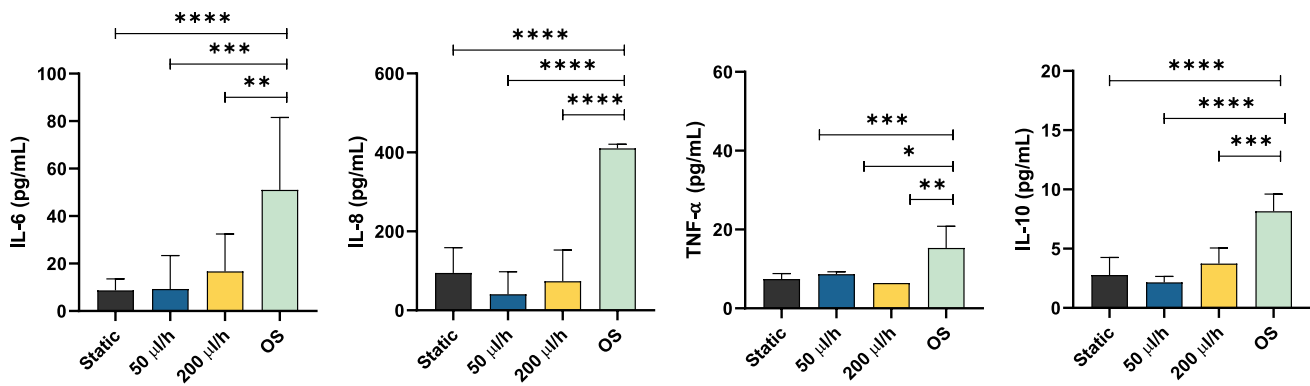 ****
***
**
100
80
60
40
20
0
IL-6 (pg/mL)
Static
50 µl/h
200 µl/h
OS
****
****
****
600
400
200
0
IL-8 (pg/mL)
Static
50 µl/h
200 µl/h
OS
***
*
**
60
40
20
0
TNF-α (pg/mL)
Static
50 µl/h
200 µl/h
OS
****
****
***
20
15
10
5
0
IL-10 (pg/mL)
Static
50 µl/h
200 µl/h
OS